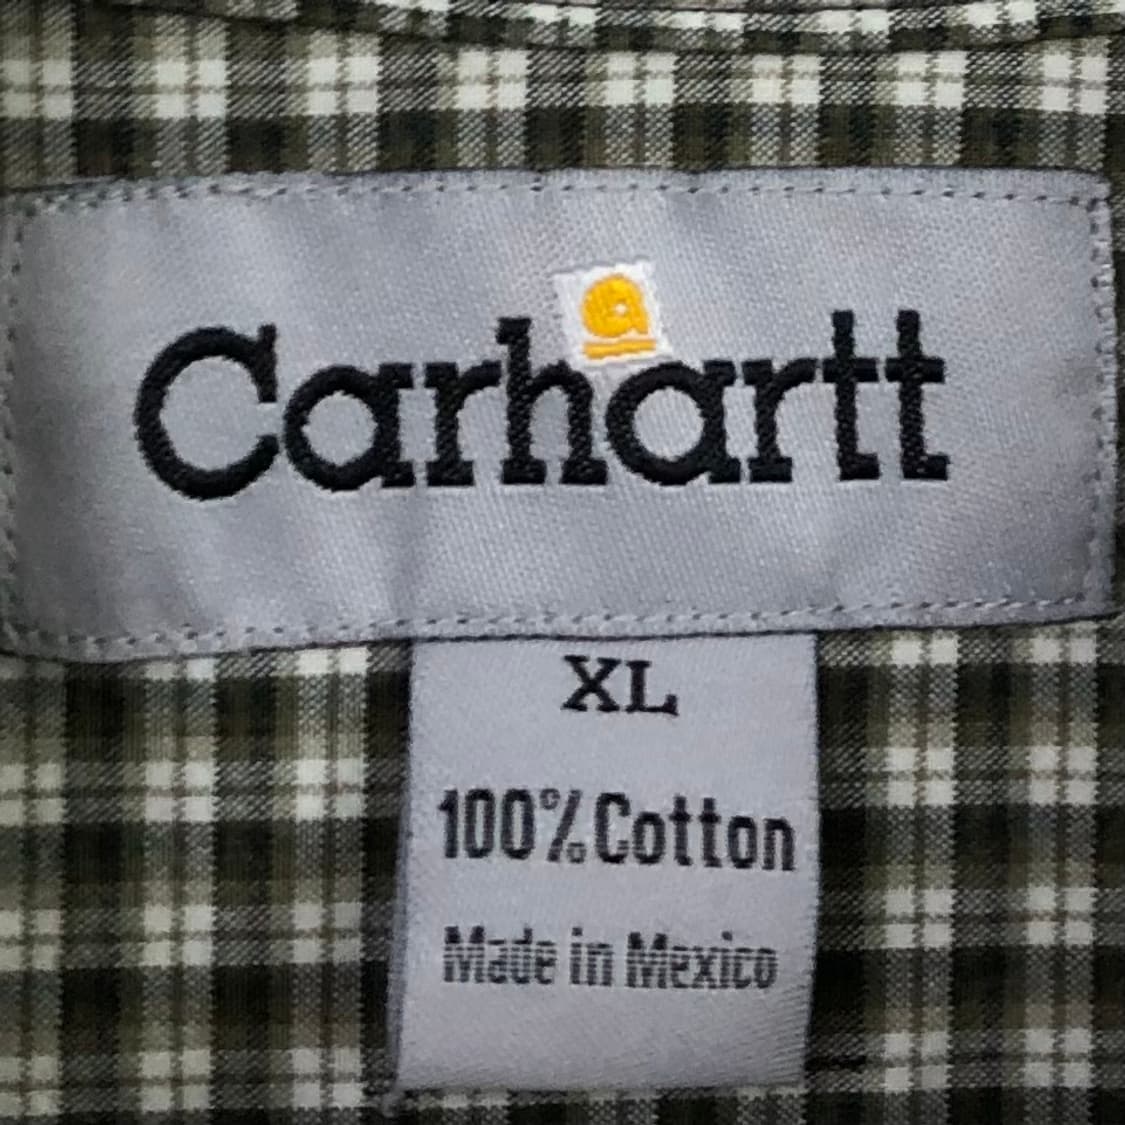 Carhartt
XL
100% Cotton
Made in Mexico